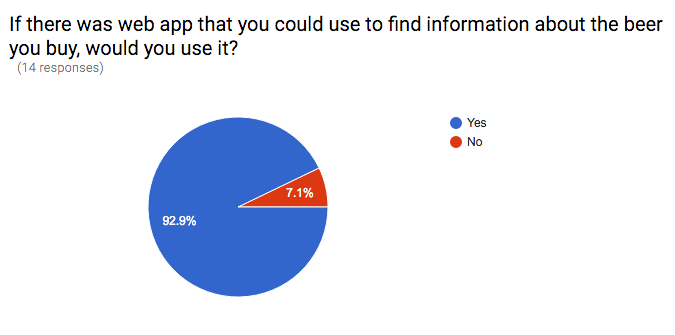 If there was web app that you could use to find information about the beer
you buy, would you use it?
(14 responses)
Yes
No
7.1%
92.9%